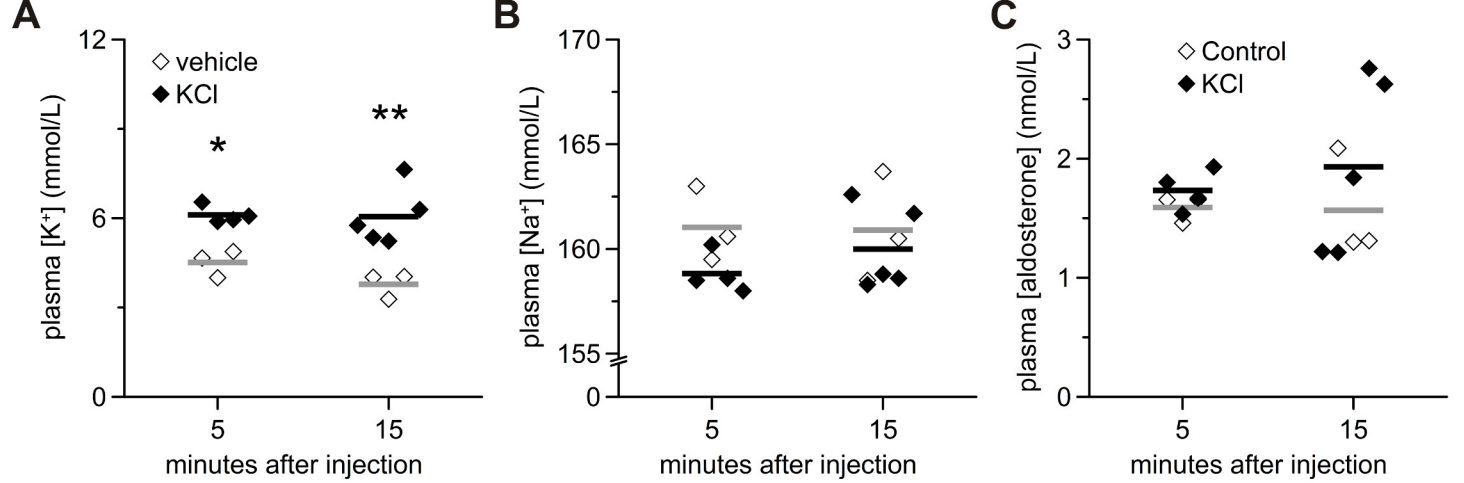 A
plasma [K⁺] (mmol/L)
12
6
0
vehicle
KCl
*
**
5
15
minutes after injection
B
plasma [Na⁺] (mmol/L)
170
165
160
155
0
5
15
minutes after injection
C
plasma [aldosterone] (nmol/L)
3
2
1
0
Control
KCl
5
15
minutes after injection